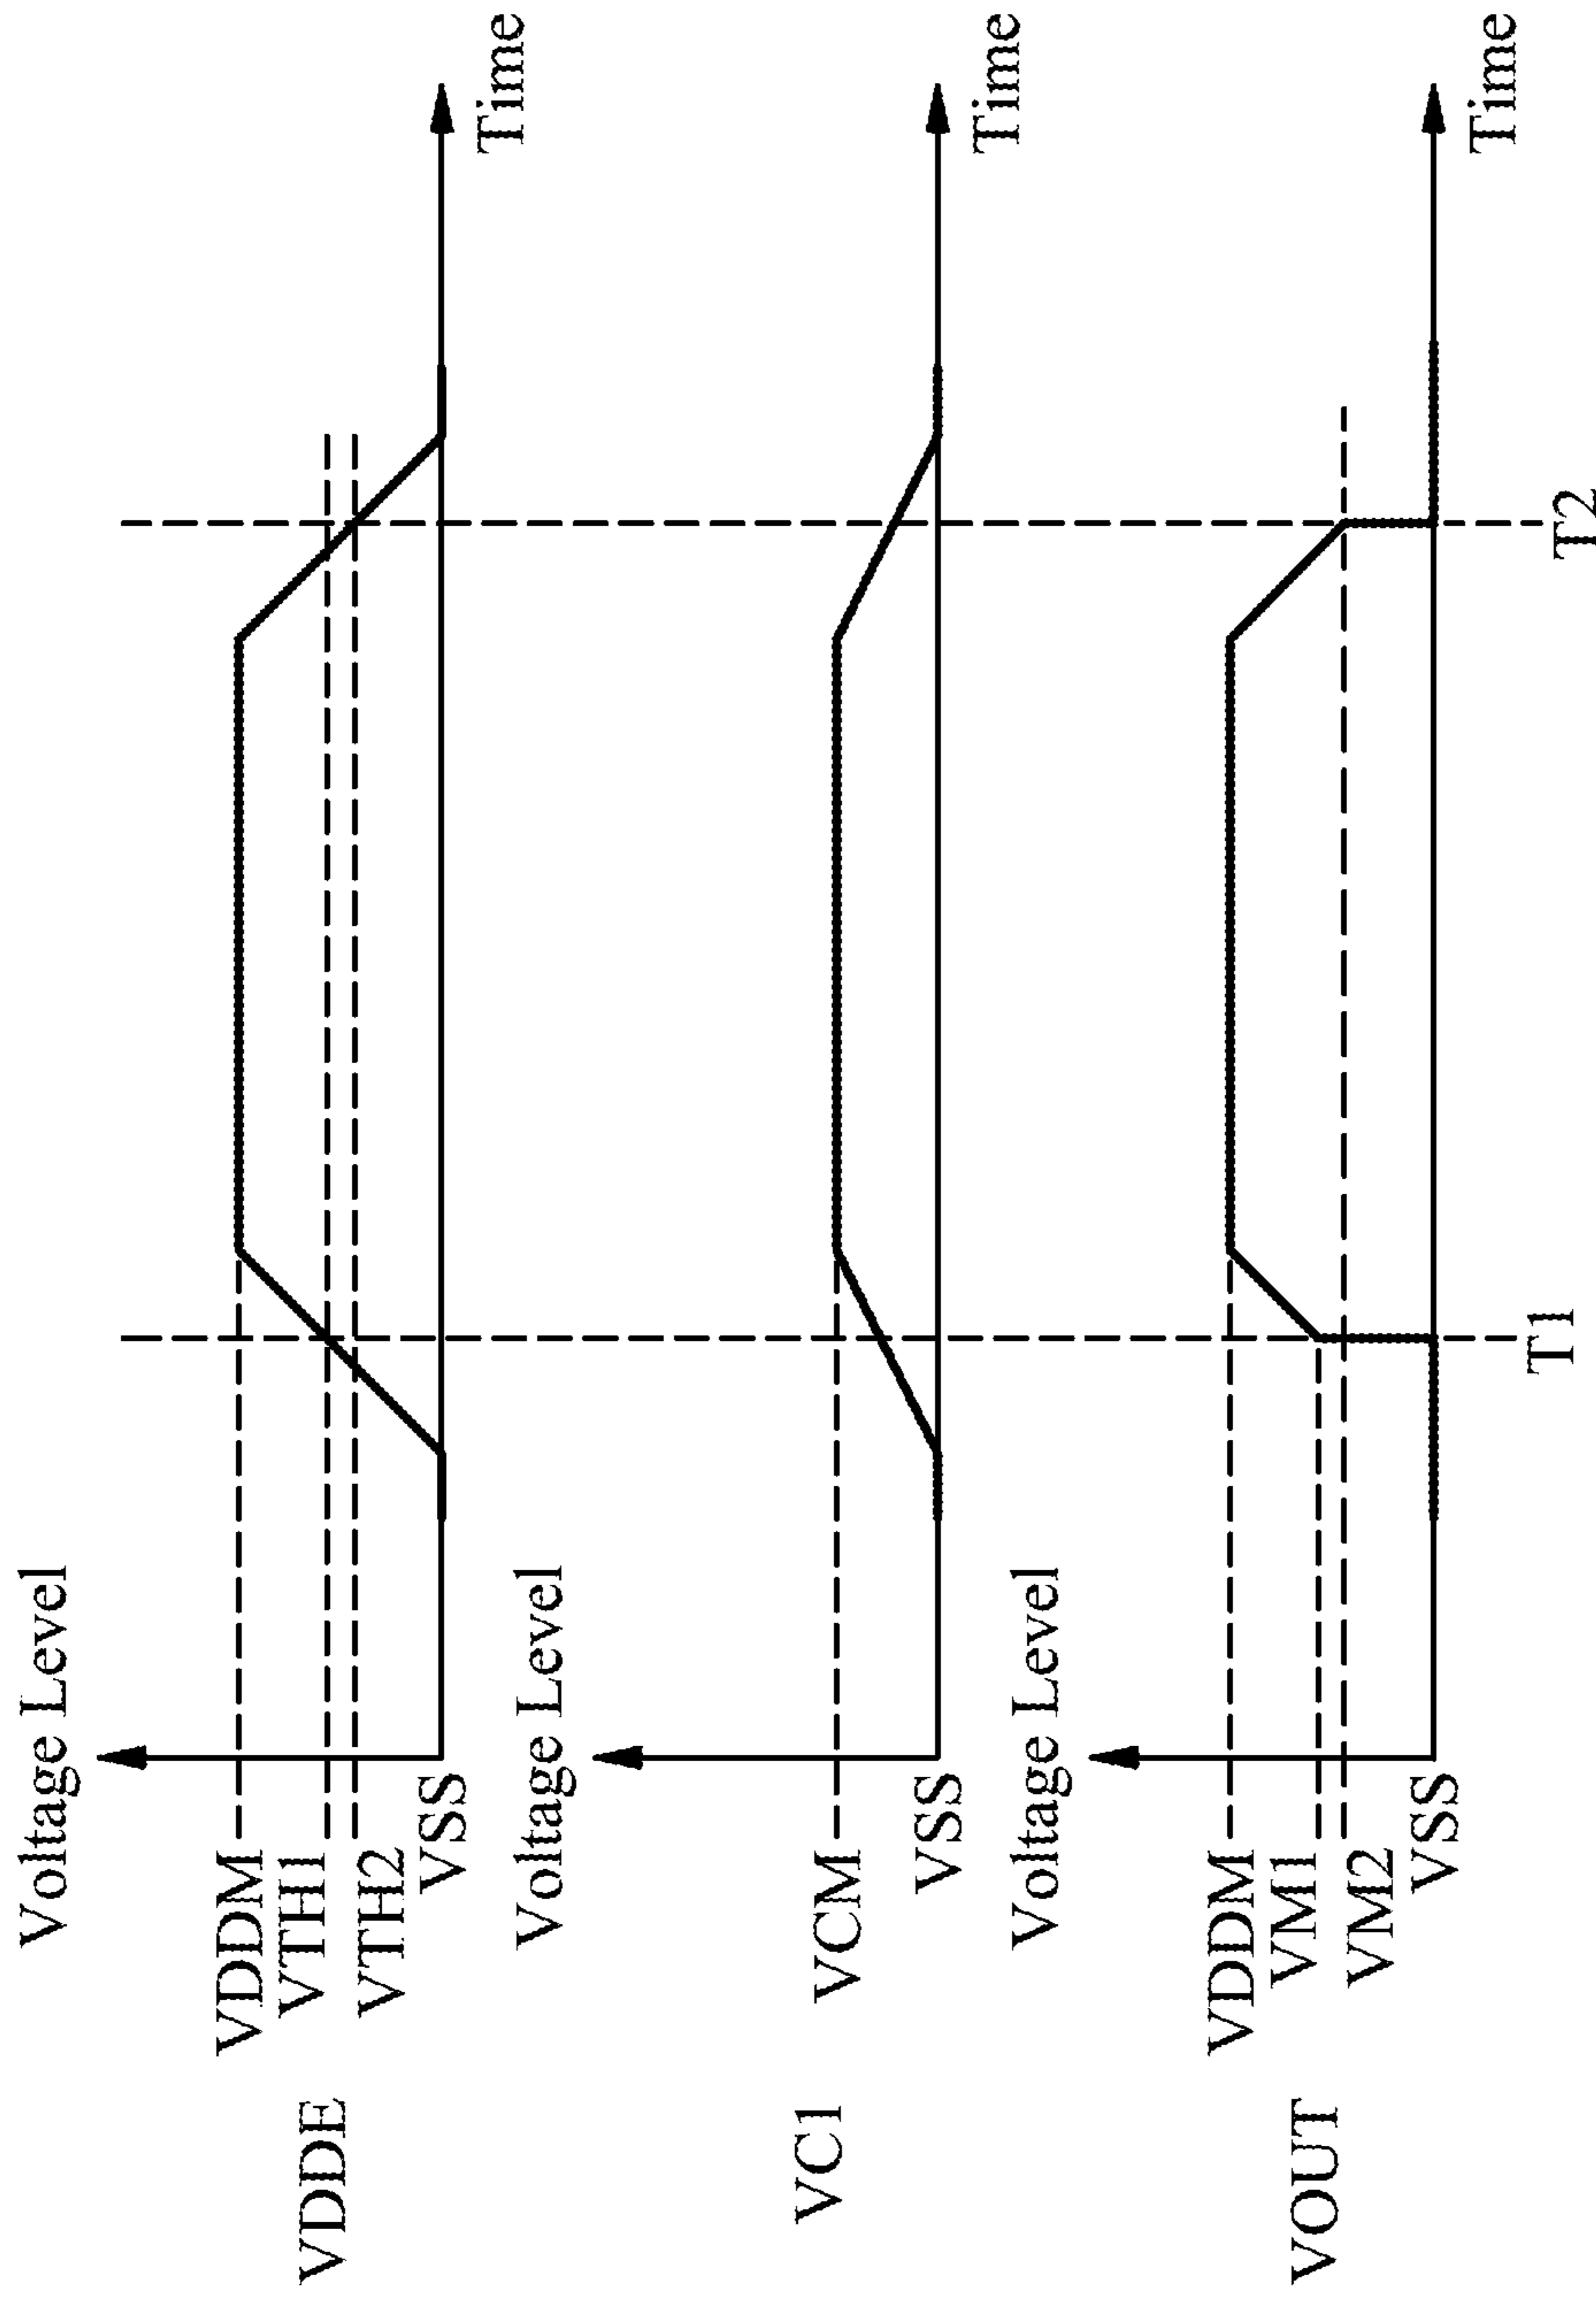 Voltage Level
VDDE
VDDM
VTH1
VTH2
VSS
Time
Voltage Level
VC1
VCM
VSS
Time
Voltage Level
VOUT
VDDM
VM1
VM2
VSS
Time
T1
T2